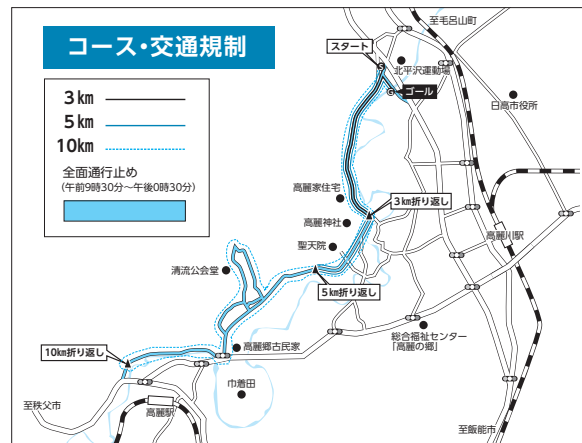 コース・交通規制
3km
5km
10km
全面通行止め
(午前9時30分〜午後0時30分)
至毛呂山町
スタート
S
北平沢運動場
G
ゴール
日高市役所
高麗家住宅
3km折り返し
高麗神社
高麗川駅
聖天院
清流公会堂
5km折り返し
総合福祉センター
「高麗の郷」
高麗郷古民家
10km折り返し
巾着田
至秩父市
高麗駅
至飯能市